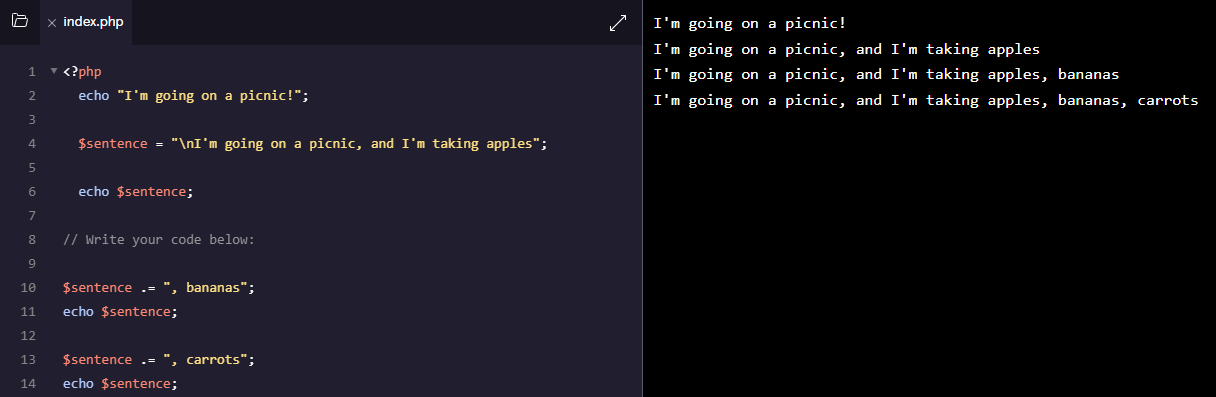 index.php
1 <?php
2 echo "I'm going on a picnic!";
3
4 $sentence = "\nI'm going on a picnic, and I'm taking apples";
5
6 echo $sentence;
7
8 // Write your code below:
9
10 $sentence .= ", bananas";
11 echo $sentence;
12
13 $sentence .= ", carrots";
14 echo $sentence;
I'm going on a picnic!
I'm going on a picnic, and I'm taking apples
I'm going on a picnic, and I'm taking apples, bananas
I'm going on a picnic, and I'm taking apples, bananas, carrots